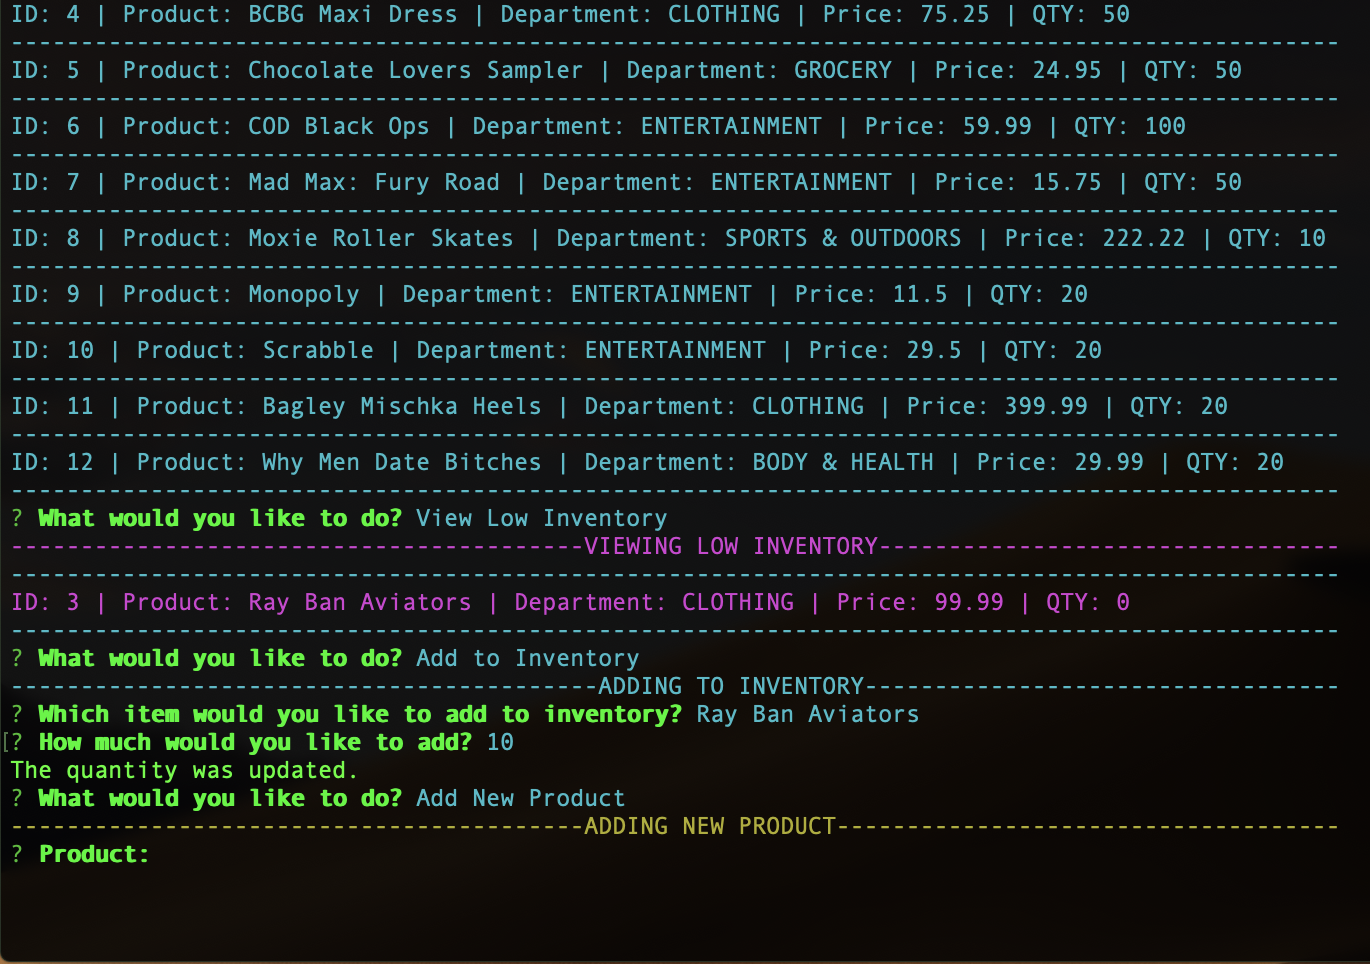 ID: 4 | Product: BCBG Maxi Dress | Department: CLOTHING | Price: 75.25 | QTY: 50
-----------------------------------------------------------------------------------------------
ID: 5 | Product: Chocolate Lovers Sampler | Department: GROCERY | Price: 24.95 | QTY: 50
-----------------------------------------------------------------------------------------------
ID: 6 | Product: COD Black Ops | Department: ENTERTAINMENT | Price: 59.99 | QTY: 100
-----------------------------------------------------------------------------------------------
ID: 7 | Product: Mad Max: Fury Road | Department: ENTERTAINMENT | Price: 15.75 | QTY: 50
-----------------------------------------------------------------------------------------------
ID: 8 | Product: Moxie Roller Skates | Department: SPORTS & OUTDOORS | Price: 222.22 | QTY: 10
-----------------------------------------------------------------------------------------------
ID: 9 | Product: Monopoly | Department: ENTERTAINMENT | Price: 11.5 | QTY: 20
-----------------------------------------------------------------------------------------------
ID: 10 | Product: Scrabble | Department: ENTERTAINMENT | Price: 29.5 | QTY: 20
-----------------------------------------------------------------------------------------------
ID: 11 | Product: Bagley Mischka Heels | Department: CLOTHING | Price: 399.99 | QTY: 20
-----------------------------------------------------------------------------------------------
ID: 12 | Product: Why Men Date Bitches | Department: BODY & HEALTH | Price: 29.99 | QTY: 20
-----------------------------------------------------------------------------------------------
? What would you like to do? View Low Inventory
-----------------------------------------VIEWING LOW INVENTORY---------------------------------
-----------------------------------------------------------------------------------------------
ID: 3 | Product: Ray Ban Aviators | Department: CLOTHING | Price: 99.99 | QTY: 0
-----------------------------------------------------------------------------------------------
? What would you like to do? Add to Inventory
------------------------------------------ADDING TO INVENTORY----------------------------------
? Which item would you like to add to inventory? Ray Ban Aviators
[? How much would you like to add? 10
The quantity was updated.
? What would you like to do? Add New Product
-----------------------------------------ADDING NEW PRODUCT------------------------------------
? Product: